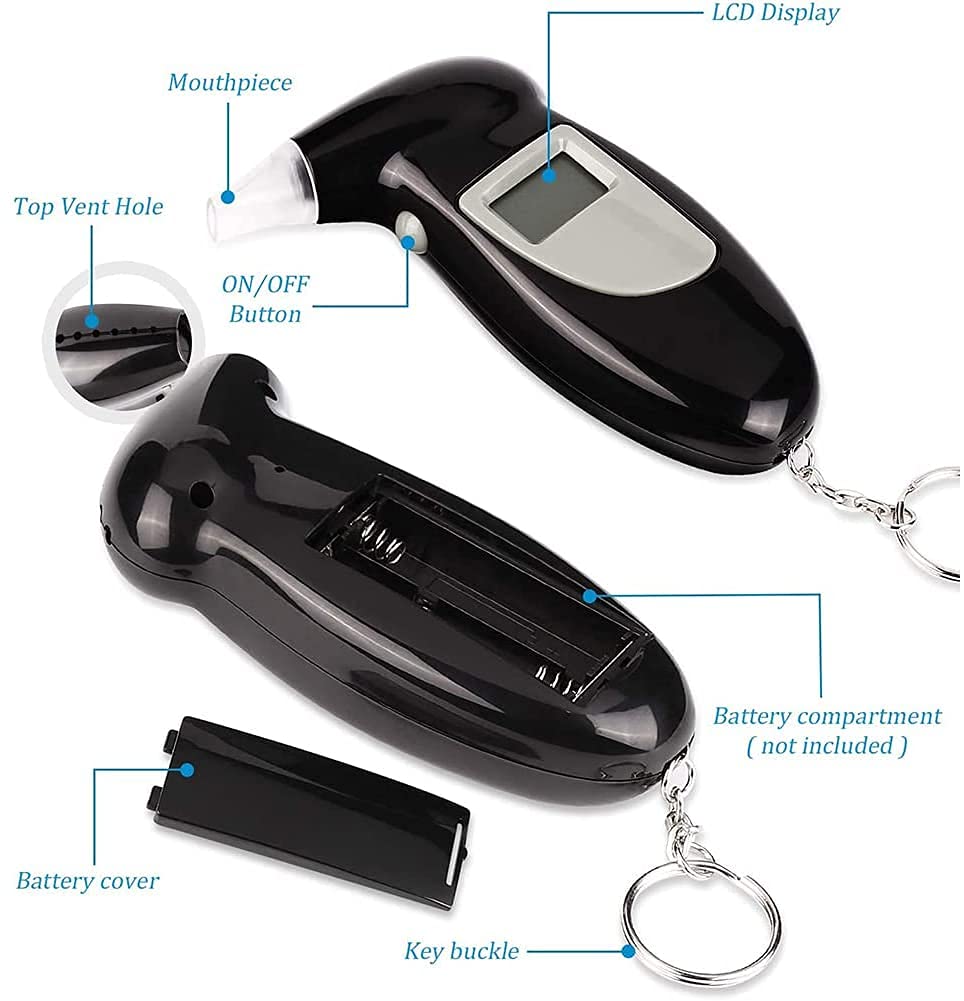 LCD Display
Mouthpiece
Top Vent Hole
ON/OFF
Button
Battery compartment
( not included )
Battery cover
Key buckle